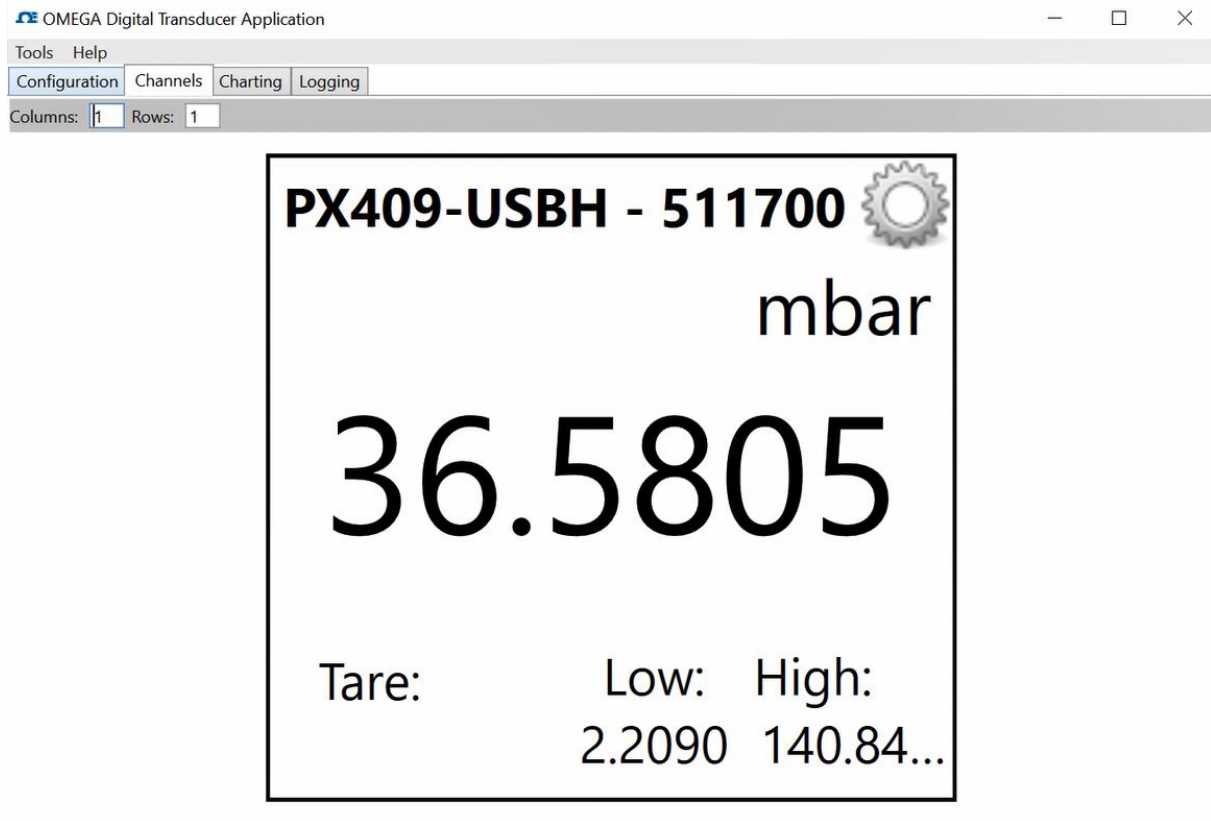 OMEGA Digital Transducer Application
Tools Help
Configuration Channels Charting Logging
Columns: 1 Rows: 1
PX409-USBH - 511700
mbar
36.5805
Tare: Low: High:
2.2090 140.84...